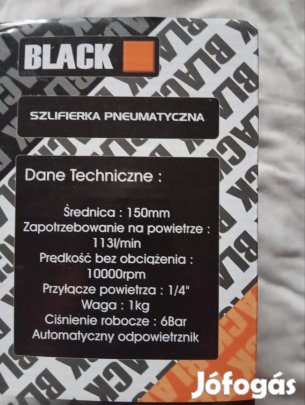 BLACK
SZLIFIERKA PNEUMATYCZNA
Dane Techniczne :
Średnica : 150mm
Zapotrzebowanie na powietrze :
113l/min
Prędkość bez obciążenia :
10000rpm
Przyłącze powietrza : 1/4"
Waga : 1kg
Ciśnienie robocze : 6Bar
Automatyczny odpowietrznik
Jófogás